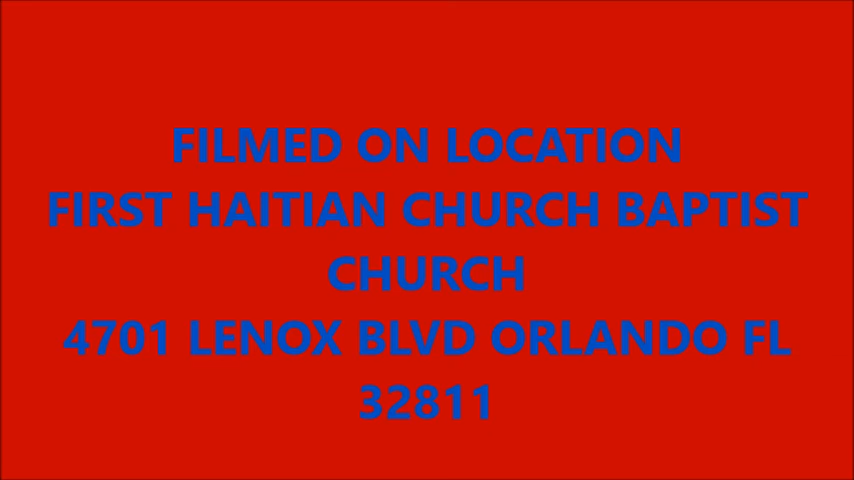 FILMED ON LOCATION
FIRST HAITIAN CHURCH BAPTIST
CHURCH
4701 LENOX BLVD ORLANDO FL
32811